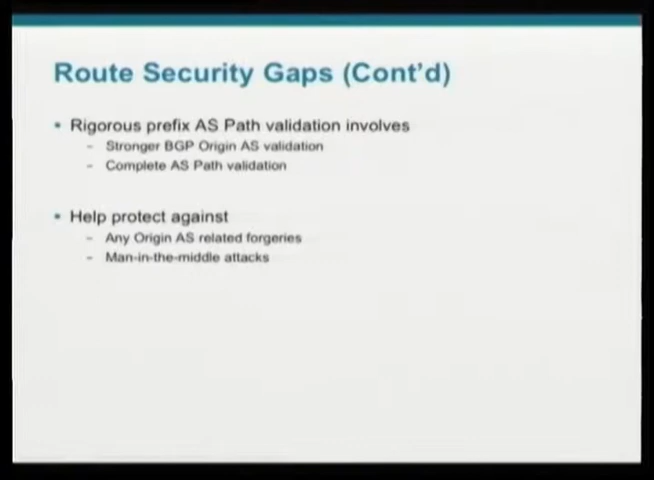 Route Security Gaps (Cont'd)
• Rigorous prefix AS Path validation involves
– Stronger BGP Origin AS validation
– Complete AS Path validation
• Help protect against
– Any Origin AS related forgeries
– Man-in-the-middle attacks